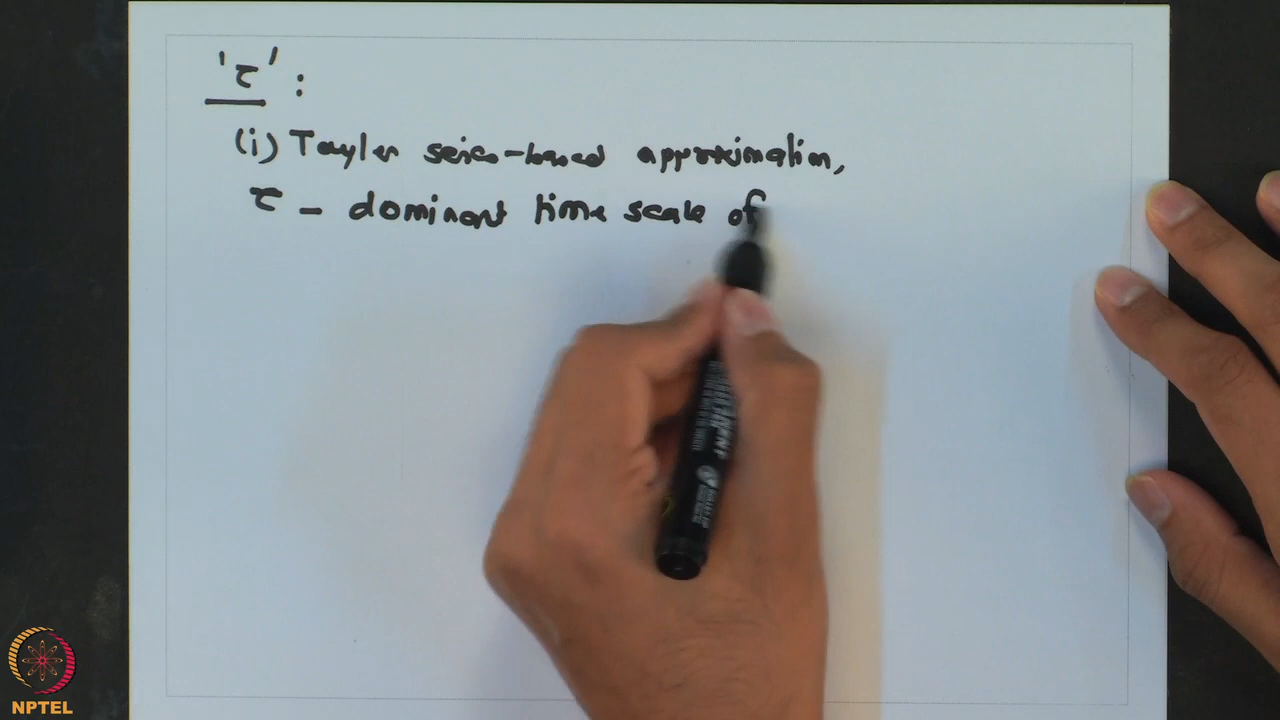 'τ' :
(i) Taylor series-based approximation,
τ - dominant time scale of
NPTEL